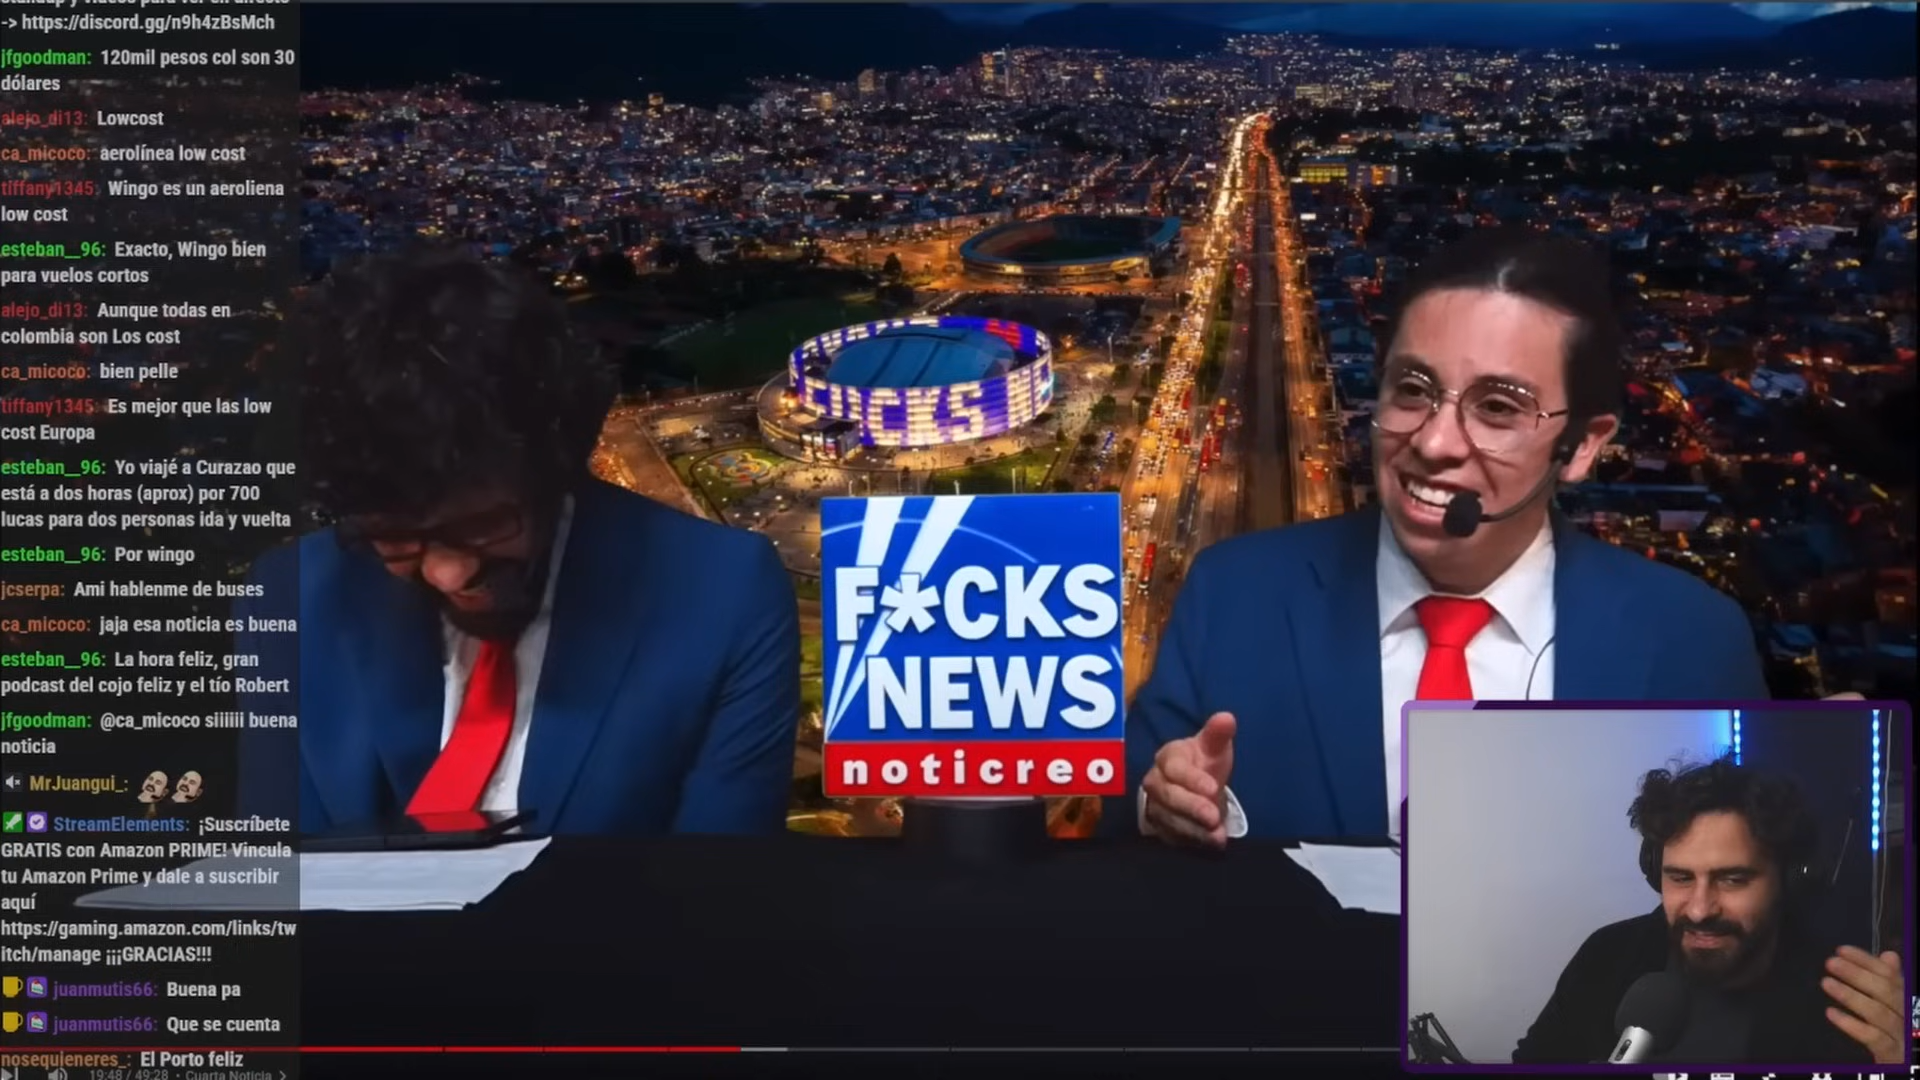 -> https://discord.gg/n9h4zBsMch
jfgoodman: 120mil pesos col son 30
dólares
alejo_di13: Lowcost
ca_micoco: aerolínea low cost
tiffany1345: Wingo es un aeroliena
low cost
esteban__96: Exacto, Wingo bien
para vuelos cortos
alejo_di13: Aunque todas en
colombia son Los cost
ca_micoco: bien pelle
tiffany1345: Es mejor que las low
cost Europa
esteban__96: Yo viajé a Curazao que
está a dos horas (aprox) por 700
lucas para dos personas ida y vuelta
esteban__96: Por wingo
jcserpa: Ami hablenme de buses
ca_micoco: jaja esa noticia es buena
esteban__96: La hora feliz, gran
podcast del cojo feliz y el tío Robert
jfgoodman: @ca_micoco siiiiii buena
noticia
MrJuangui_:
StreamElements: ¡Suscríbete
GRATIS con Amazon PRIME! Vincula
tu Amazon Prime y dale a suscribir
aquí
https://gaming.amazon.com/links/tw
itch/manage ¡¡¡GRACIAS!!!
juanmutis66: Buena pa
juanmutis66: Que se cuenta
nosequieneres_: El Porto feliz
19:48 / 49:28 • Cuarta Noticia
F*CKS
NEWS
noticreo